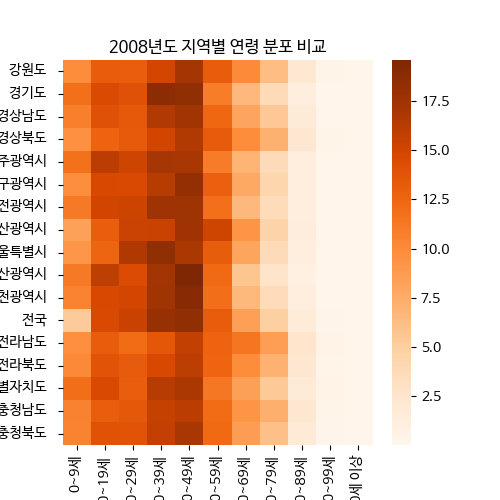 2008년도 지역별 연령 분포 비교
강원도
경기도
경상남도
경상북도
주광역시
구광역시
전광역시
산광역시
울특별시
산광역시
천광역시
전국
전라남도
전라북도
별자치도
충청남도
충청북도
0~9세
0~19세
0~29세
0~39세
0~49세
0~59세
0~69세
0~79세
0~89세
0~99세
0세 이상
17.5
15.0
12.5
10.0
7.5
5.0
2.5